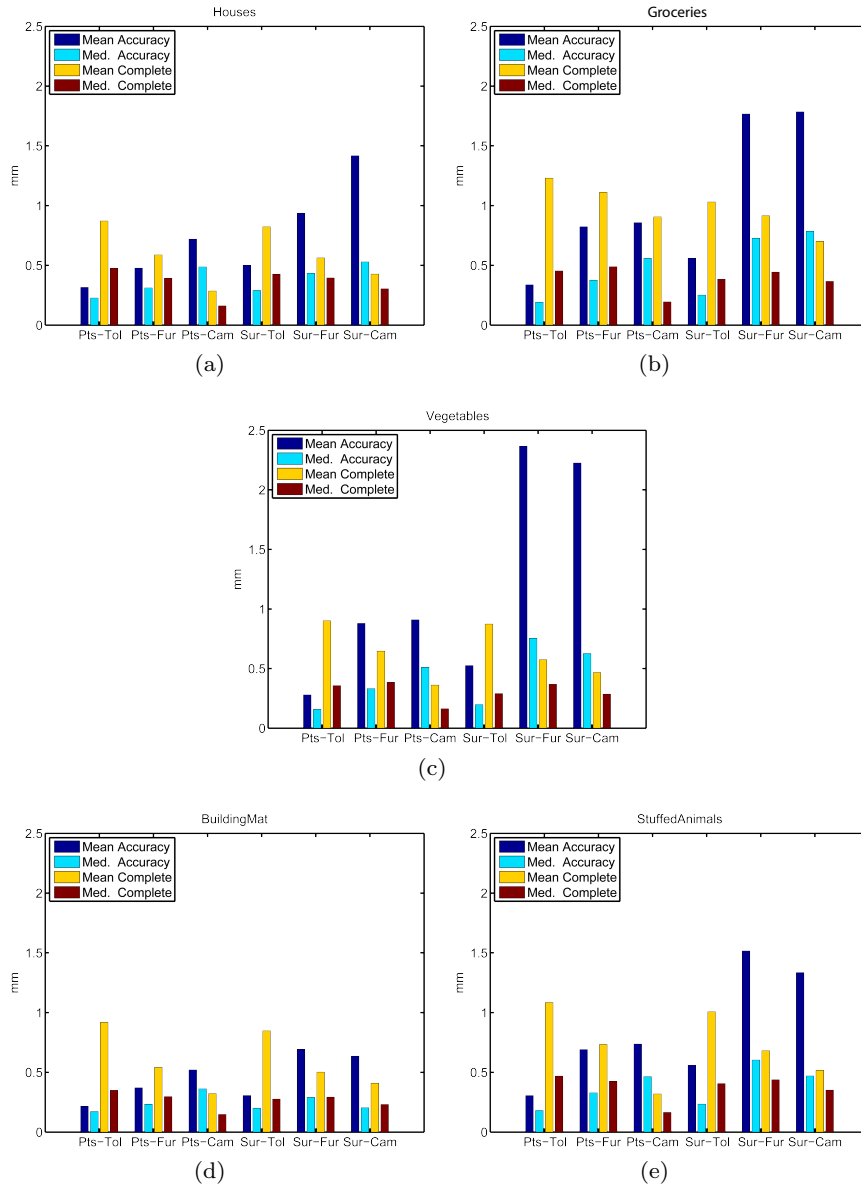 Houses
2.5
2
1.5
1
0.5
0
mm
Mean Accuracy
Med. Accuracy
Mean Complete
Med. Complete
Pts-Tol Pts-Fur Pts-Cam Sur-Tol Sur-Fur Sur-Cam
(a)
Groceries
2.5
2
1.5
1
0.5
0
mm
Mean Accuracy
Med. Accuracy
Mean Complete
Med. Complete
Pts-Tol Pts-Fur Pts-Cam Sur-Tol Sur-Fur Sur-Cam
(b)
Vegetables
2.5
2
1.5
1
0.5
0
mm
Mean Accuracy
Med. Accuracy
Mean Complete
Med. Complete
Pts-Tol Pts-Fur Pts-Cam Sur-Tol Sur-Fur Sur-Cam
(c)
BuildingMat
2.5
2
1.5
1
0.5
0
mm
Mean Accuracy
Med. Accuracy
Mean Complete
Med. Complete
Pts-Tol Pts-Fur Pts-Cam Sur-Tol Sur-Fur Sur-Cam
(d)
StuffedAnimals
2.5
2
1.5
1
0.5
0
mm
Mean Accuracy
Med. Accuracy
Mean Complete
Med. Complete
Pts-Tol Pts-Fur Pts-Cam Sur-Tol Sur-Fur Sur-Cam
(e)